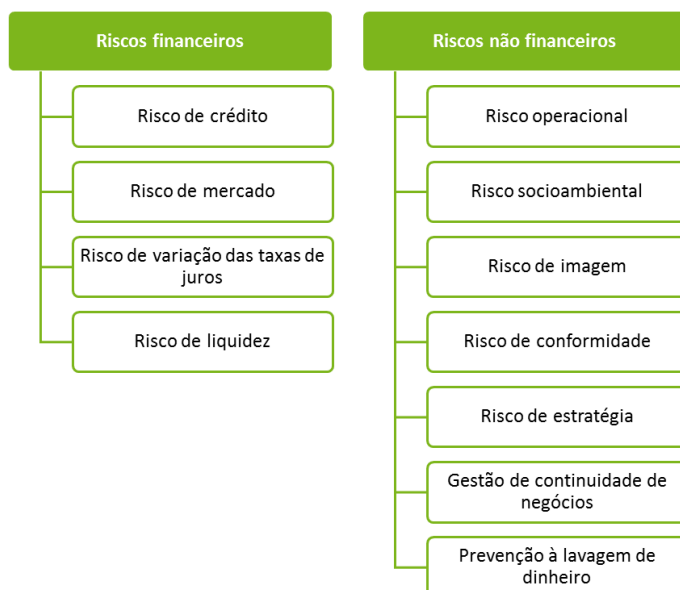 Riscos financeiros
Risco de crédito
Risco de mercado
Risco de variação das taxas de
juros
Risco de liquidez
Riscos não financeiros
Risco operacional
Risco socioambiental
Risco de imagem
Risco de conformidade
Risco de estratégia
Gestão de continuidade de
negócios
Prevenção à lavagem de
dinheiro